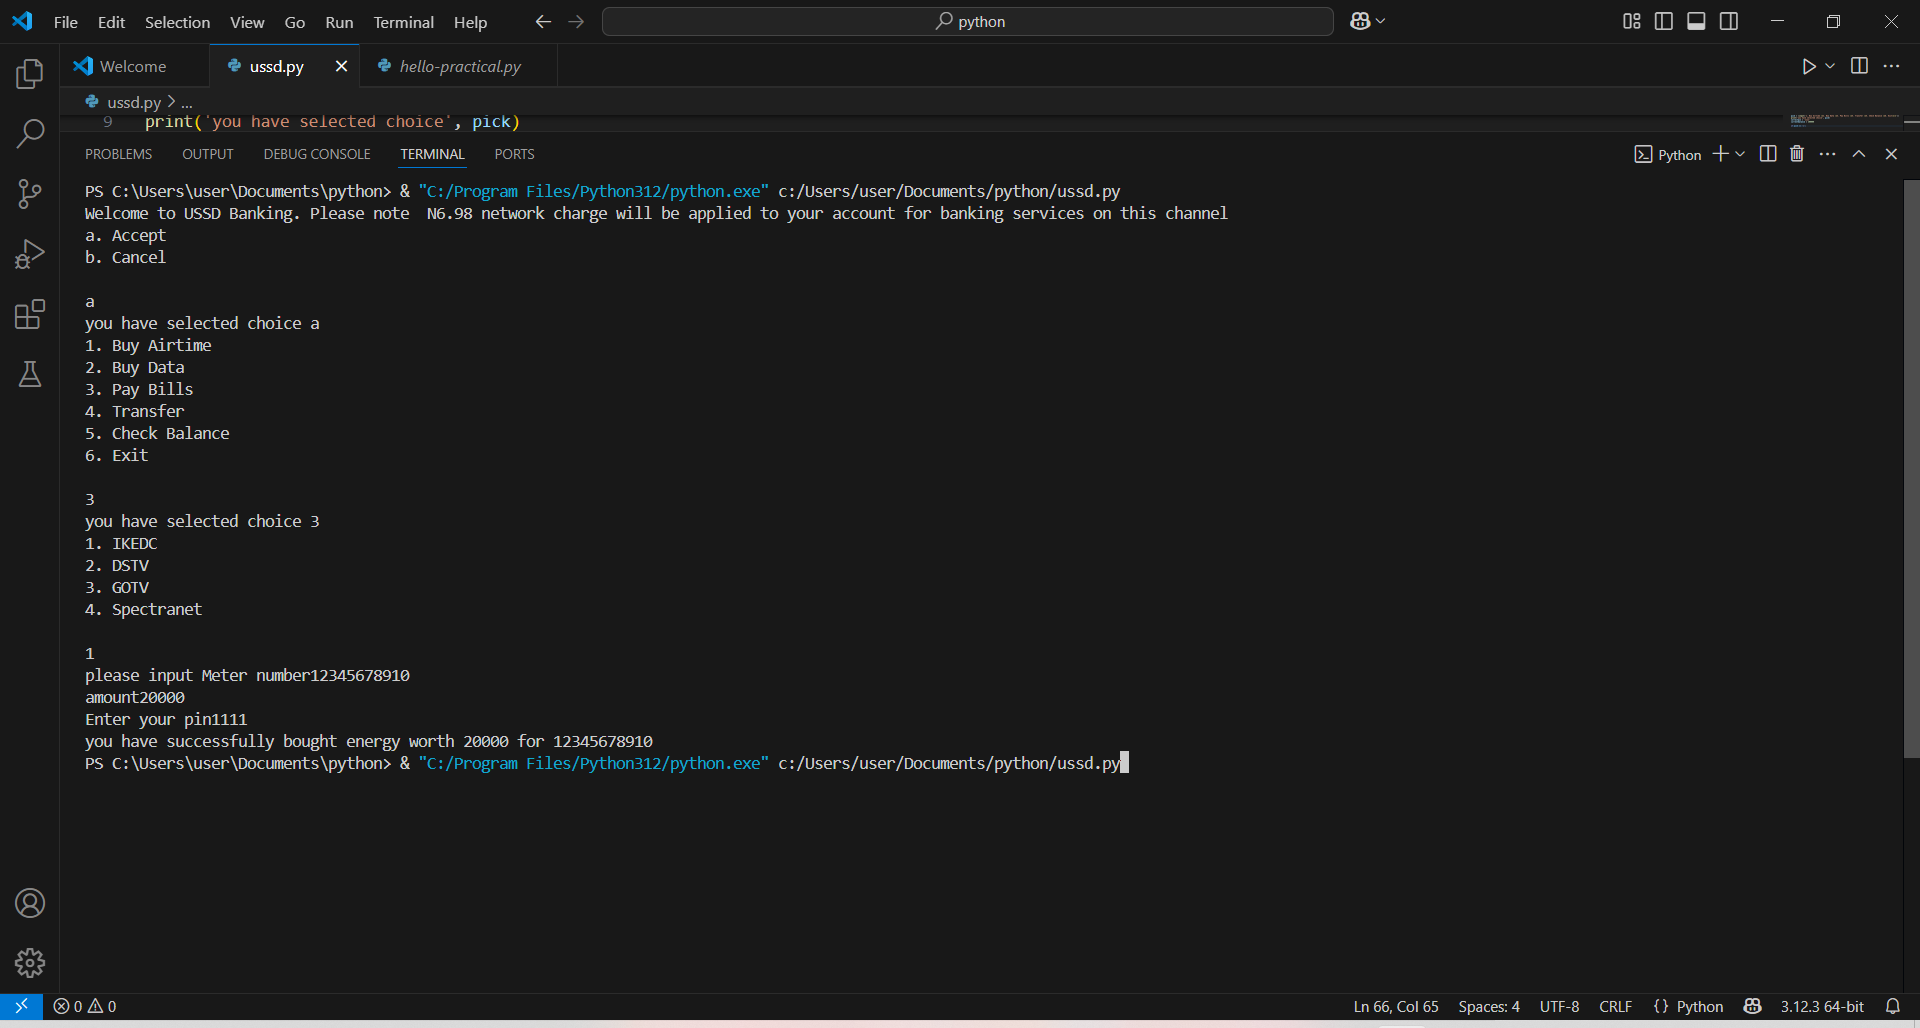 File Edit Selection View Go Run Terminal Help python
Welcome ussd.py hello-practical.py
ussd.py > ...
9 print('you have selected choice', pick)
PROBLEMS OUTPUT DEBUG CONSOLE TERMINAL PORTS Python
PS C:\Users\user\Documents\python> & "C:/Program Files/Python312/python.exe" c:/Users/user/Documents/python/ussd.py
Welcome to USSD Banking. Please note  N6.98 network charge will be applied to your account for banking services on this channel
a. Accept
b. Cancel
a
you have selected choice a
1. Buy Airtime
2. Buy Data
3. Pay Bills
4. Transfer
5. Check Balance
6. Exit
3
you have selected choice 3
1. IKEDC
2. DSTV
3. GOTV
4. Spectranet
1
please input Meter number12345678910
amount20000
Enter your pin1111
you have successfully bought energy worth 20000 for 12345678910
PS C:\Users\user\Documents\python> & "C:/Program Files/Python312/python.exe" c:/Users/user/Documents/python/ussd.py
0 0 Ln 66, Col 65 Spaces: 4 UTF-8 CRLF {} Python 3.12.3 64-bit